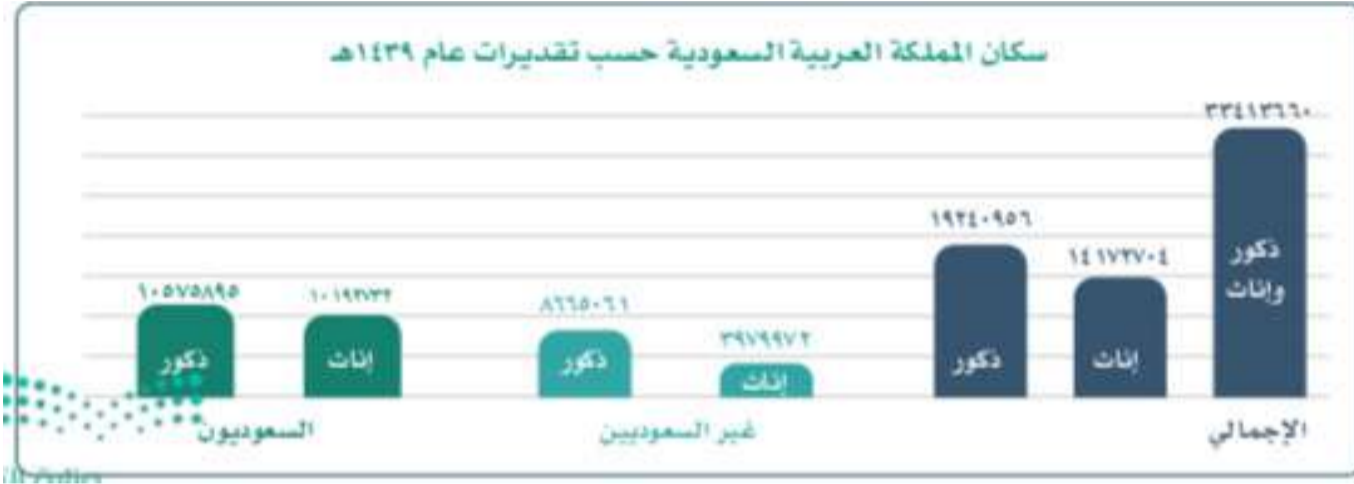 سكان المملكة العربية السعودية حسب تقديرات عام ١٤٣٩هـ
٣٣٤١٣٦٦٠
ذكور
وإناث
١٤١٧٢٧٠٤
إناث
١٩٢٤٠٩٥٦
ذكور
الإجمالي
٣٩٧٩٩٧٢
إناث
٨٦٦٥٠٦١
ذكور
غير السعوديين
١٠١٩٢٧٣٢
إناث
١٠٥٧٥٨٩٥
ذكور
السعوديون